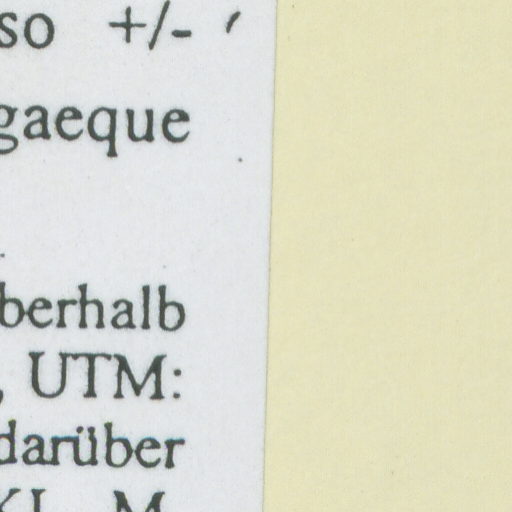 so +/-
gaeque
berhalb
, UTM:
darüber